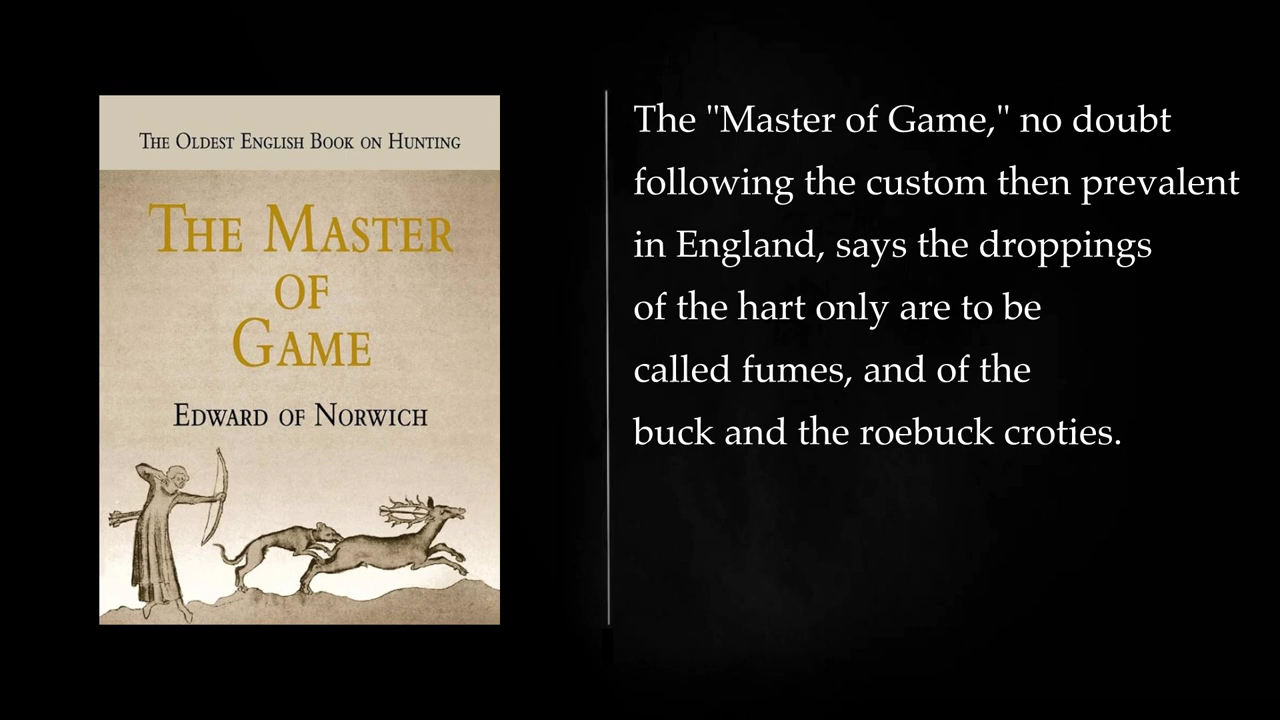 The Oldest English Book on Hunting
The Master
of
Game
Edward of Norwich
The "Master of Game," no doubt
following the custom then prevalent
in England, says the droppings
of the hart only are to be
called fumes, and of the
buck and the roebuck croties.